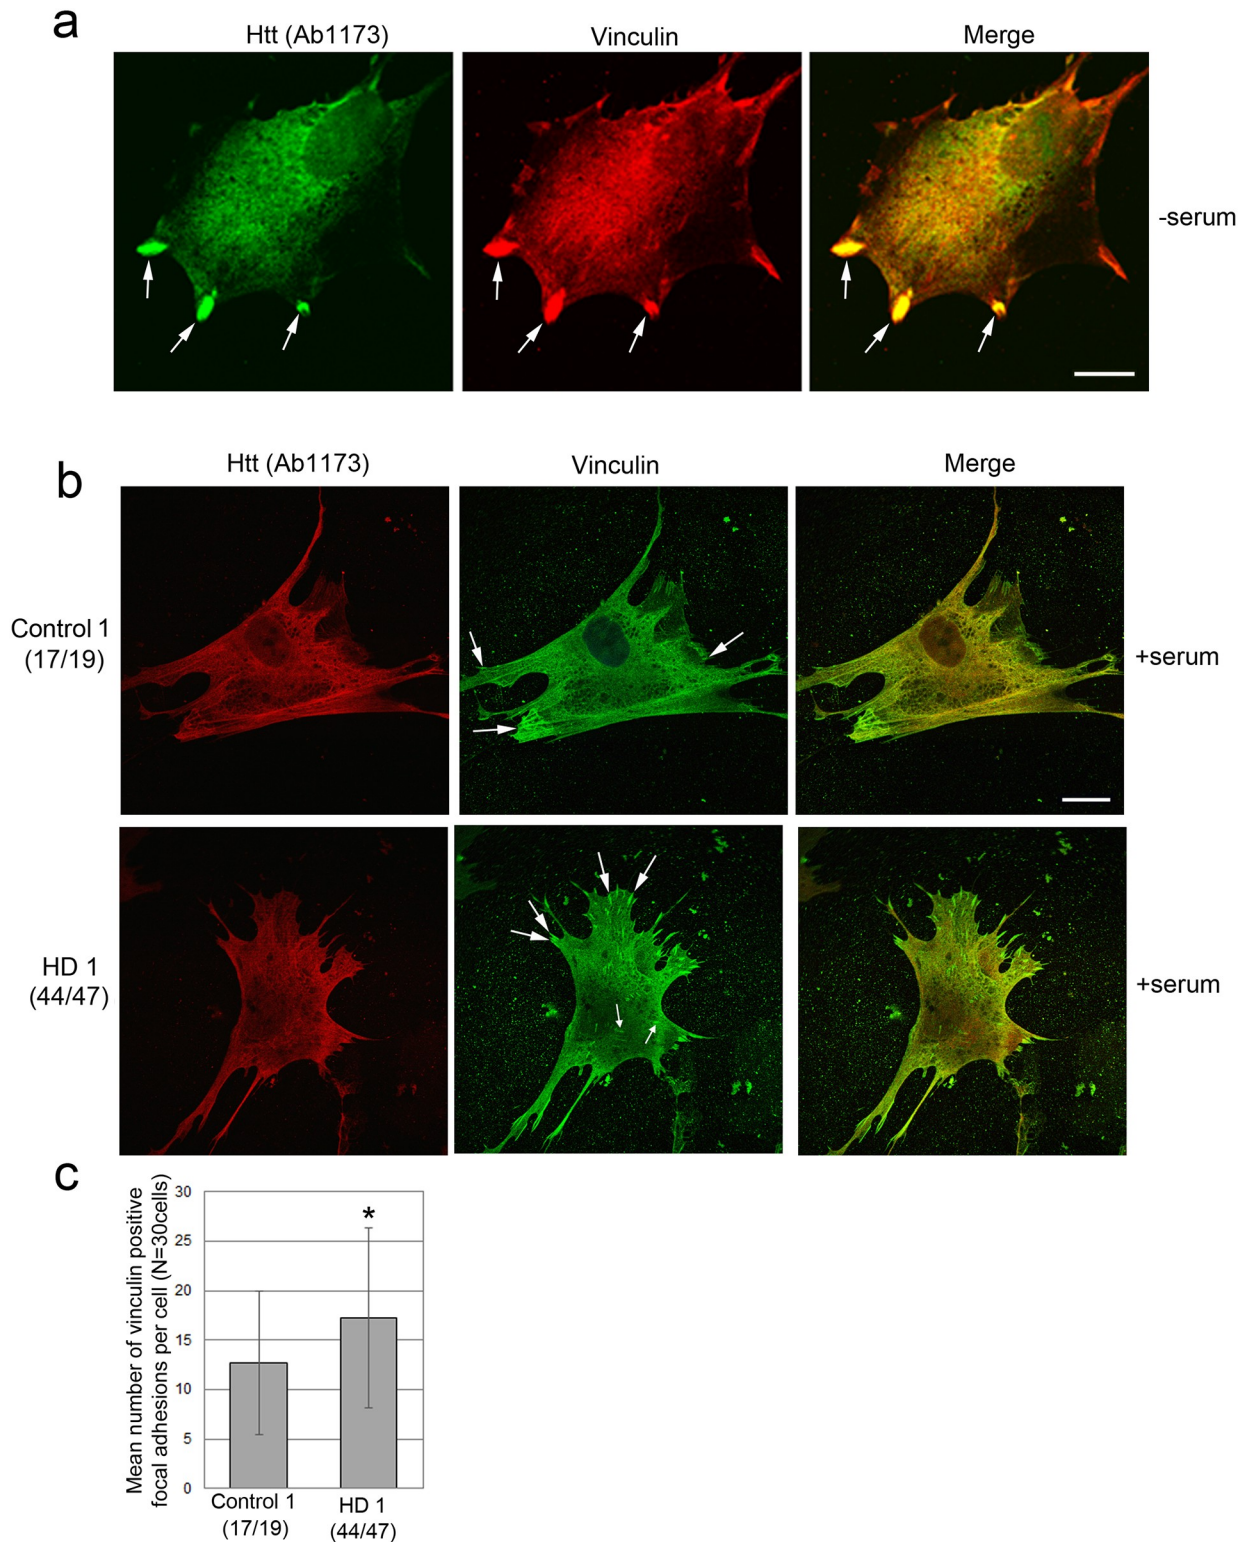 a
Htt (Ab1173)
Vinculin
Merge
-serum
b
Htt (Ab1173)
Vinculin
Merge
Control 1
(17/19)
+serum
HD 1
(44/47)
+serum
c
Mean number of vinculin positive
focal adhesions per cell (N=30cells)
30
25
20
15
10
5
0
*
Control 1
(17/19)
HD 1
(44/47)